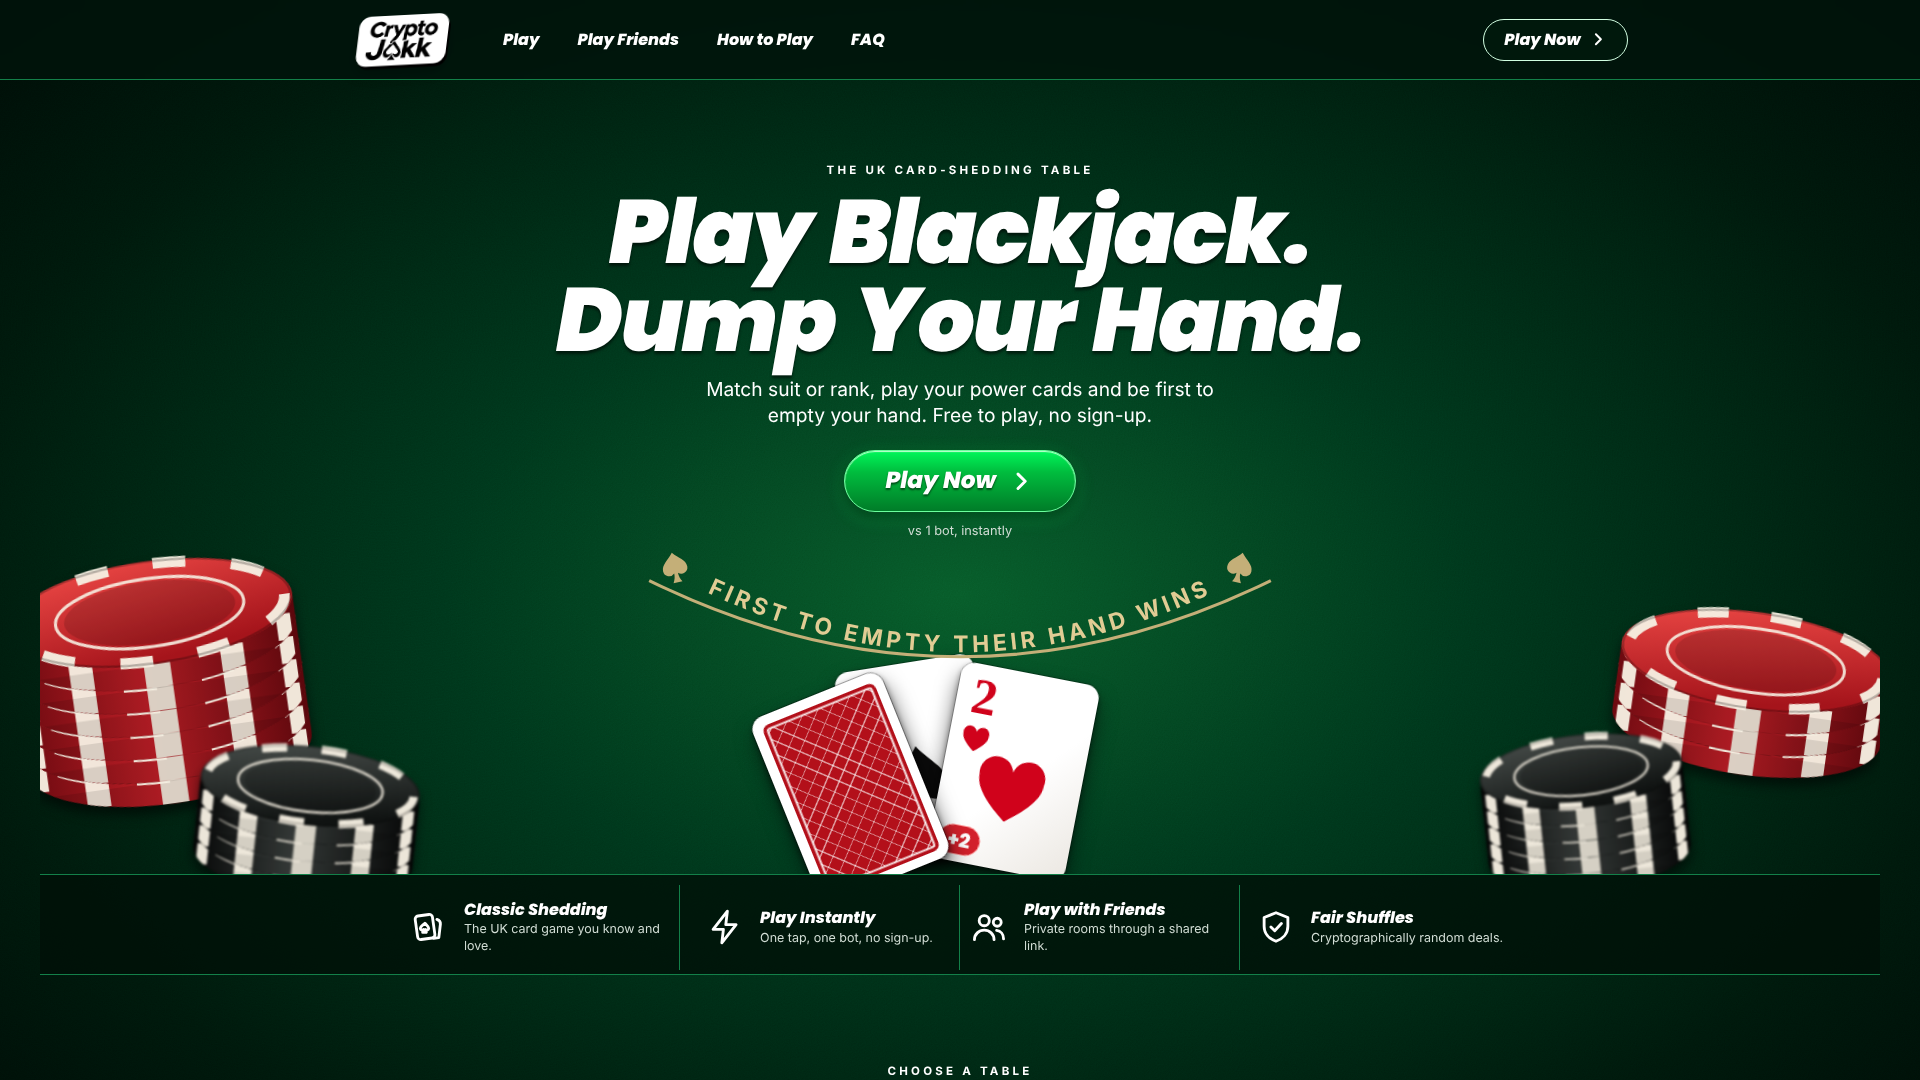 Crypto
Jokk
Play
Play Friends
How to Play
FAQ
Play Now
THE UK CARD-SHEDDING TABLE
Play Blackjack.
Dump Your Hand.
Match suit or rank, play your power cards and be first to
empty your hand. Free to play, no sign-up.
Play Now
vs 1 bot, instantly
FIRST TO EMPTY THEIR HAND WINS
2
+2
Classic Shedding
The UK card game you know and
love.
Play Instantly
One tap, one bot, no sign-up.
Play with Friends
Private rooms through a shared
link.
Fair Shuffles
Cryptographically random deals.
CHOOSE A TABLE